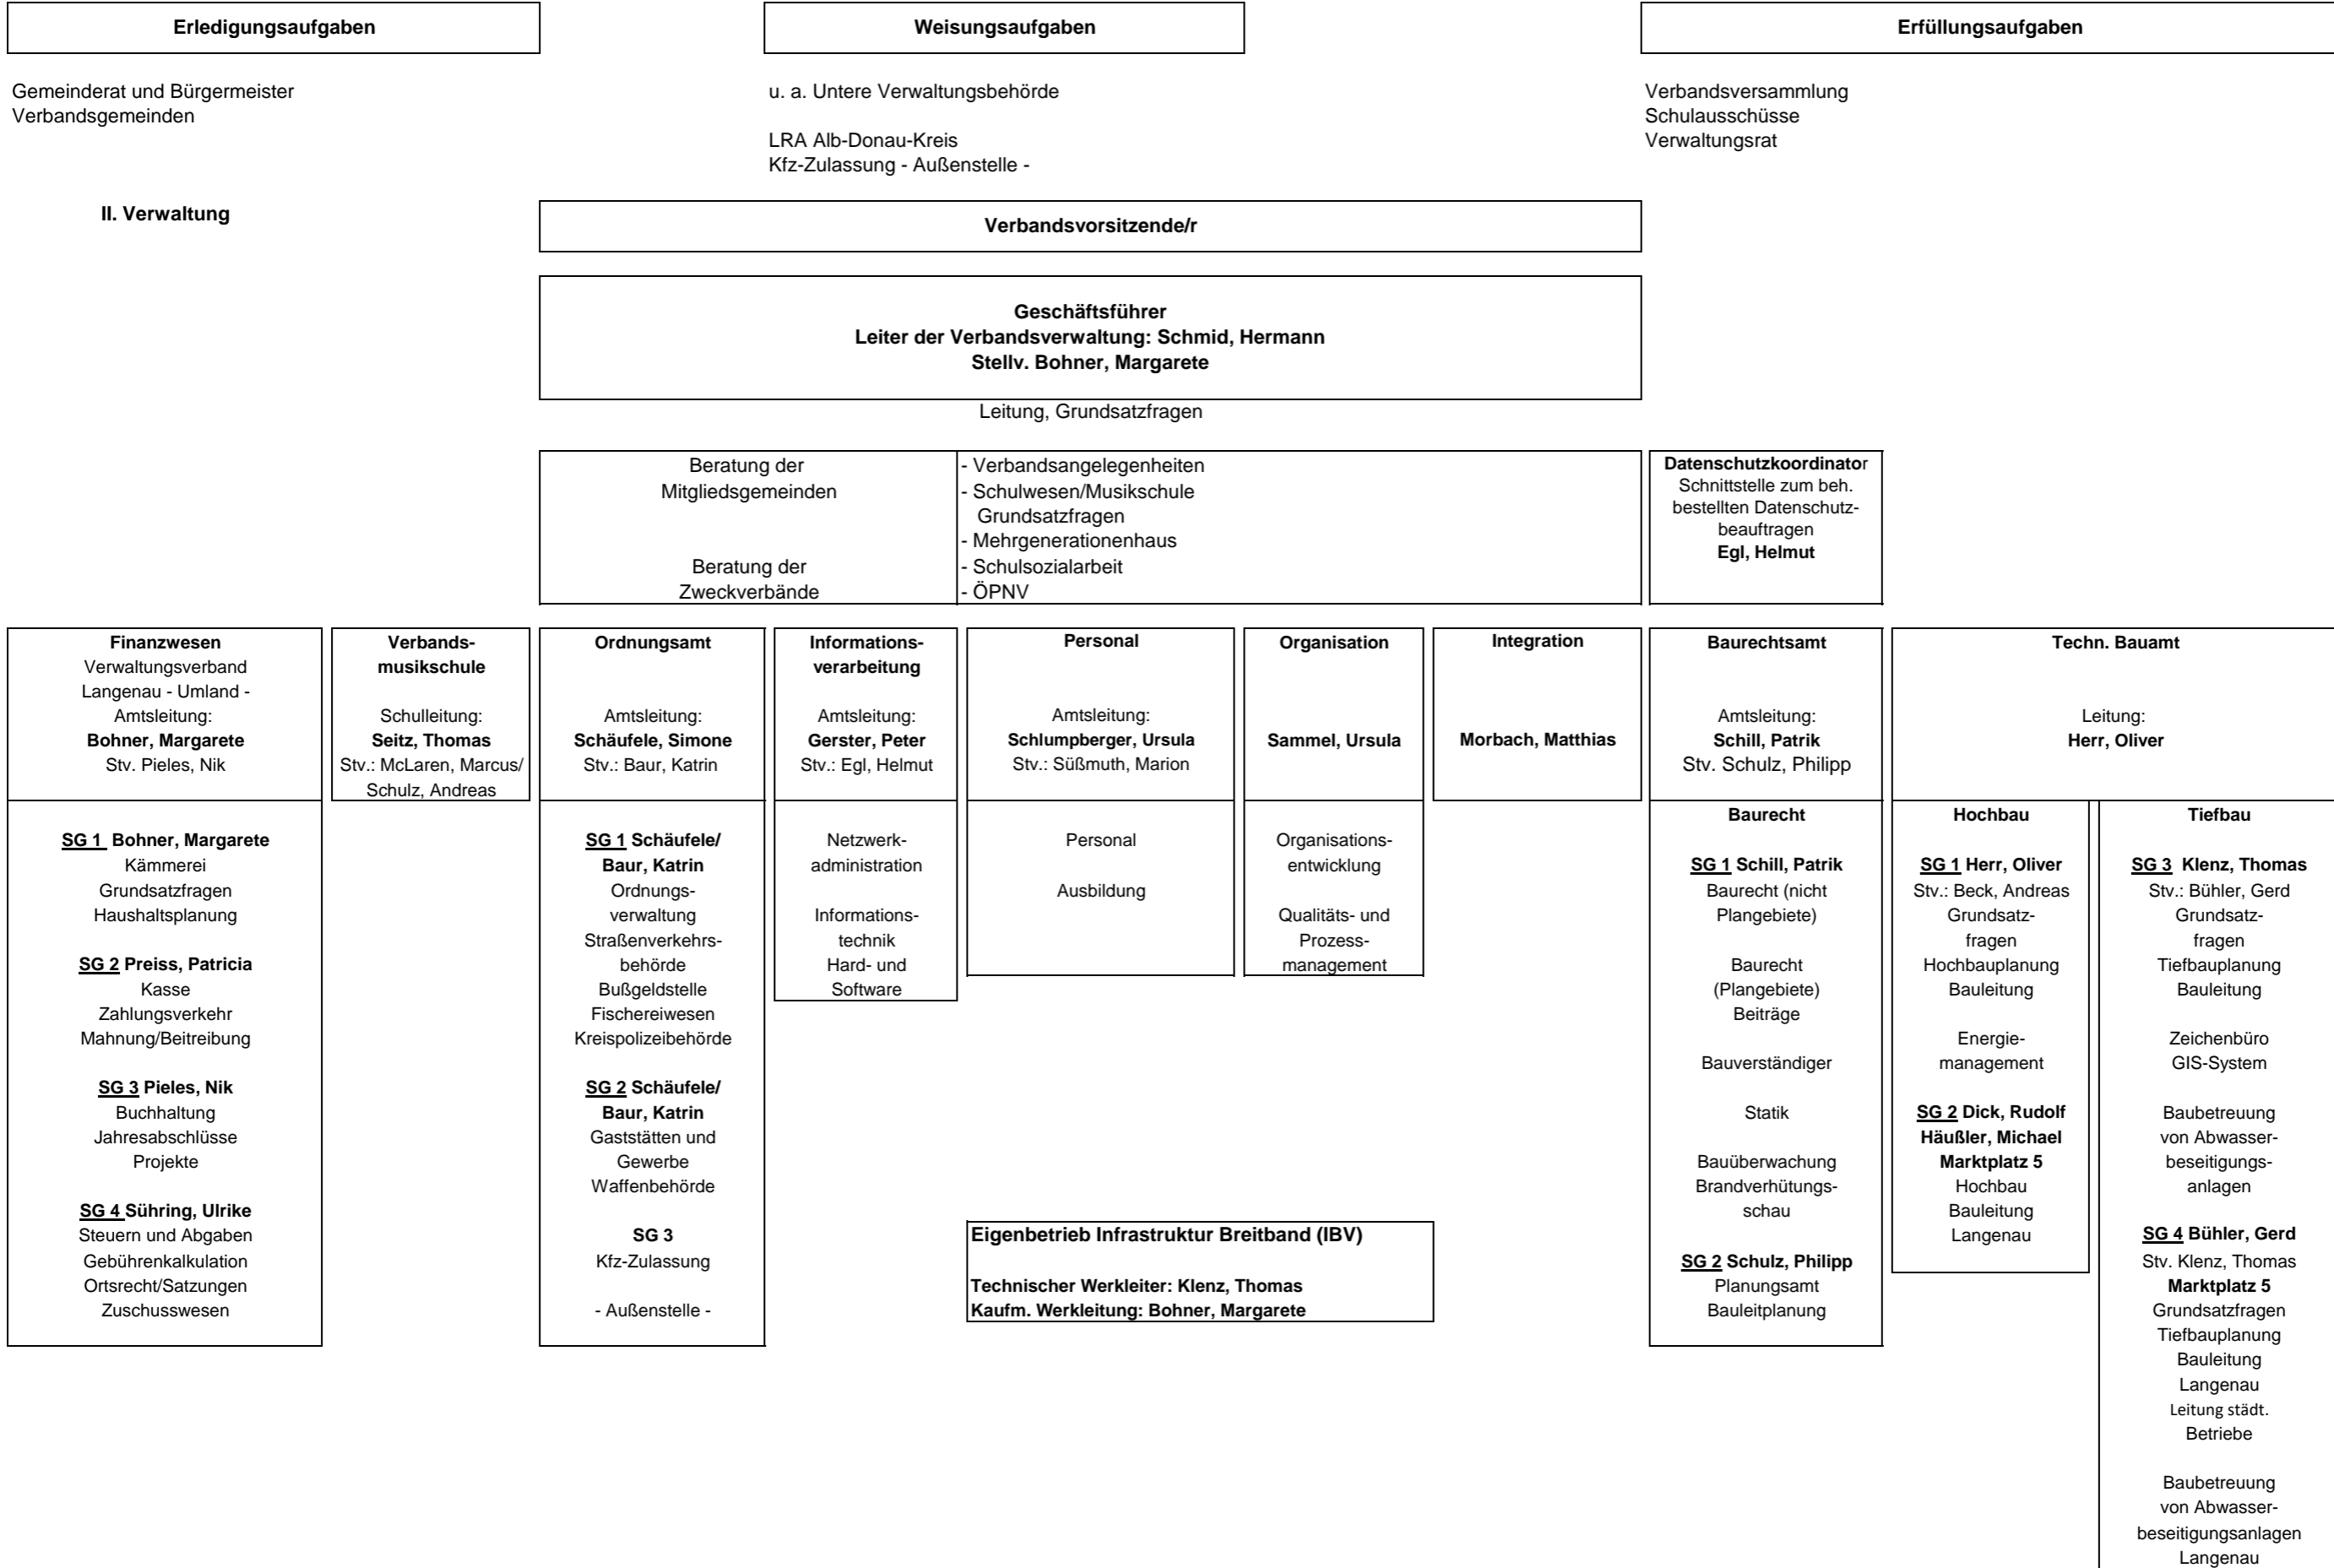 Erledigungsaufgaben
Weisungsaufgaben
Erfüllungsaufgaben
Gemeinderat und Bürgermeister
Verbandsgemeinden
u. a. Untere Verwaltungsbehörde
LRA Alb-Donau-Kreis
Kfz-Zulassung - Außenstelle -
Verbandsversammlung
Schulausschüsse
Verwaltungsrat
II. Verwaltung
Verbandsvorsitzende/r
Geschäftsführer
Leiter der Verbandsverwaltung: Schmid, Hermann
Stellv. Bohner, Margarete
Leitung, Grundsatzfragen
Beratung der
Mitgliedsgemeinden
Beratung der
Zweckverbände
- Verbandsangelegenheiten
- Schulwesen/Musikschule
Grundsatzfragen
- Mehrgenerationenhaus
- Schulsozialarbeit
- ÖPNV
Datenschutzkoordinator
Schnittstelle zum beh.
bestellten Datenschutz-
beauftragen
Egl, Helmut
Finanzwesen
Verwaltungsverband
Langenau - Umland -
Amtsleitung:
Bohner, Margarete
Stv. Pieles, Nik
SG 1 Bohner, Margarete
Kämmerei
Grundsatzfragen
Haushaltsplanung
SG 2 Preiss, Patricia
Kasse
Zahlungsverkehr
Mahnung/Beitreibung
SG 3 Pieles, Nik
Buchhaltung
Jahresabschlüsse
Projekte
SG 4 Sühring, Ulrike
Steuern und Abgaben
Gebührenkalkulation
Ortsrecht/Satzungen
Zuschusswesen
Verbands-
musikschule
Schulleitung:
Seitz, Thomas
Stv.: McLaren, Marcus/
Schulz, Andreas
Ordnungsamt
Amtsleitung:
Schäufele, Simone
Stv.: Baur, Katrin
SG 1 Schäufele/
Baur, Katrin
Ordnungs-
verwaltung
Straßenverkehrs-
behörde
Bußgeldstelle
Fischereiwesen
Kreispolizeibehörde
SG 2 Schäufele/
Baur, Katrin
Gaststätten und
Gewerbe
Waffenbehörde
SG 3
Kfz-Zulassung
- Außenstelle -
Informations-
verarbeitung
Amtsleitung:
Gerster, Peter
Stv.: Egl, Helmut
Netzwerk-
administration
Informations-
technik
Hard- und
Software
Personal
Amtsleitung:
Schlumpberger, Ursula
Stv.: Süßmuth, Marion
Personal
Ausbildung
Organisation
Sammel, Ursula
Organisations-
entwicklung
Qualitäts- und
Prozess-
management
Integration
Morbach, Matthias
Eigenbetrieb Infrastruktur Breitband (IBV)
Technischer Werkleiter: Klenz, Thomas
Kaufm. Werkleitung: Bohner, Margarete
Baurechtsamt
Amtsleitung:
Schill, Patrik
Stv. Schulz, Philipp
Baurecht
SG 1 Schill, Patrik
Baurecht (nicht
Plangebiete)
Baurecht
(Plangebiete)
Beiträge
Bauverständiger
Statik
Bauüberwachung
Brandverhütungs-
schau
SG 2 Schulz, Philipp
Planungsamt
Bauleitplanung
Techn. Bauamt
Leitung:
Herr, Oliver
Hochbau
SG 1 Herr, Oliver
Stv.: Beck, Andreas
Grundsatz-
fragen
Hochbauplanung
Bauleitung
Energie-
management
SG 2 Dick, Rudolf
Häußler, Michael
Marktplatz 5
Hochbau
Bauleitung
Langenau
Tiefbau
SG 3 Klenz, Thomas
Stv.: Bühler, Gerd
Grundsatz-
fragen
Tiefbauplanung
Bauleitung
Zeichenbüro
GIS-System
Baubetreuung
von Abwasser-
beseitigungs-
anlagen
SG 4 Bühler, Gerd
Stv. Klenz, Thomas
Marktplatz 5
Grundsatzfragen
Tiefbauplanung
Bauleitung
Langenau
Leitung städt.
Betriebe
Baubetreuung
von Abwasser-
beseitigungsanlagen
Langenau